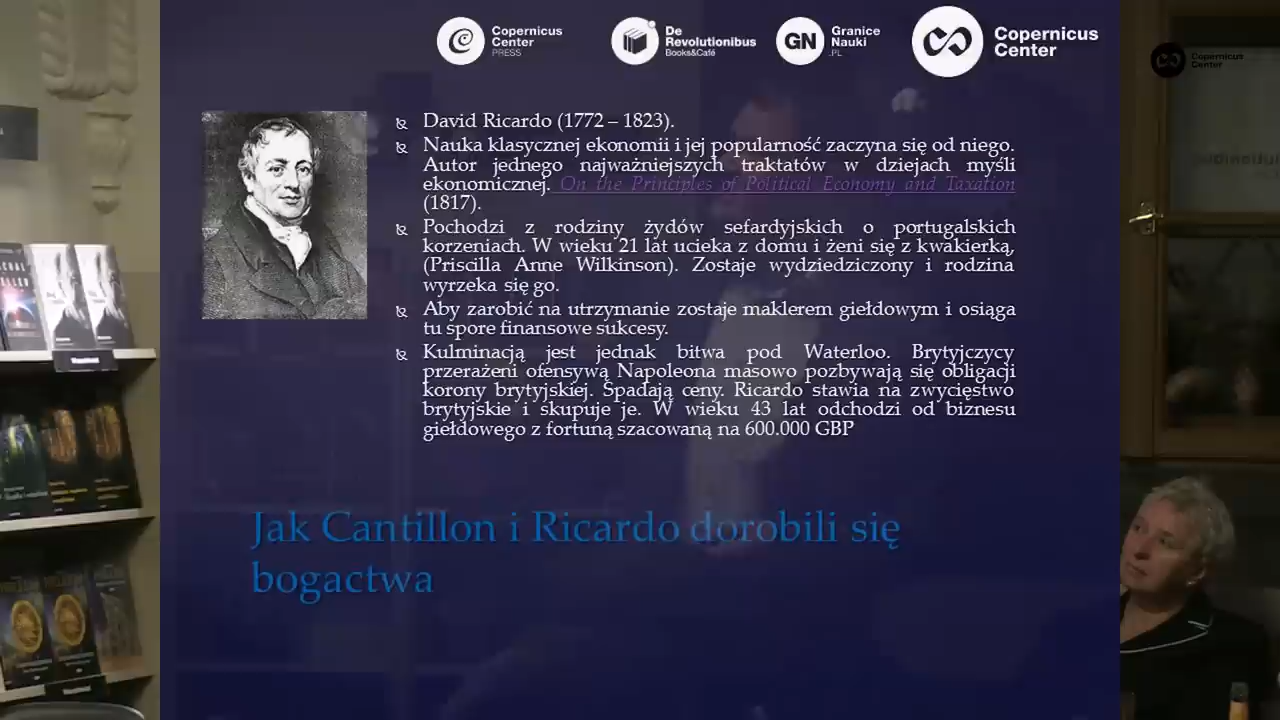 Copernicus
Center
PRESS
De
Revolutionibus
Books&Café
GN
Granice
Nauki
.PL
Copernicus
Center
Copernicus
Center
David Ricardo (1772 – 1823).
Nauka klasycznej ekonomii i jej popularność zaczyna się od niego.
Autor jednego najważniejszych traktatów w dziejach myśli
ekonomicznej. On the Principles of Political Economy and Taxation
(1817).
Pochodzi z rodziny żydów sefardyjskich o portugalskich
korzeniach. W wieku 21 lat ucieka z domu i żeni się z kwakierką,
(Priscilla Anne Wilkinson). Zostaje wydziedziczony i rodzina
wyrzeka się go.
Aby zarobić na utrzymanie zostaje maklerem giełdowym i osiąga
tu spore finansowe sukcesy.
Kulminacją jest jednak bitwa pod Waterloo. Brytyjczycy
przerażeni ofensywą Napoleona masowo pozbywają się obligacji
korony brytyjskiej. Spadają ceny. Ricardo stawia na zwycięstwo
brytyjskie i skupuje je. W wieku 43 lat odchodzi od biznesu
giełdowego z fortuną szacowaną na 600.000 GBP
Jak Cantillon i Ricardo dorobili się
bogactwa